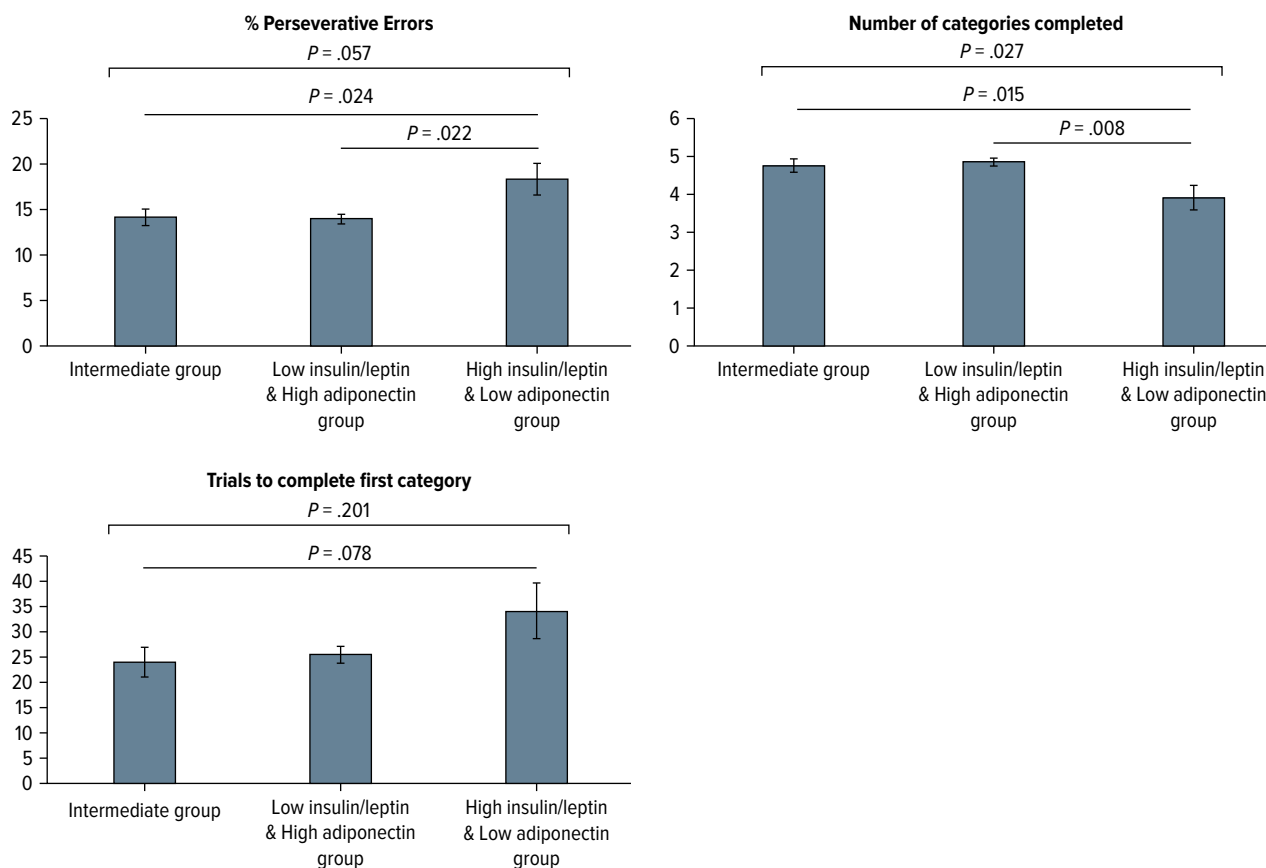 % Perseverative Errors
P = .057
P = .024
P = .022
25
20
15
10
5
0
Intermediate group
Low insulin/leptin
& High adiponectin
group
High insulin/leptin
& Low adiponectin
group
Number of categories completed
P = .027
P = .015
P = .008
6
5
4
3
2
1
0
Intermediate group
Low insulin/leptin
& High adiponectin
group
High insulin/leptin
& Low adiponectin
group
Trials to complete first category
P = .201
P = .078
45
40
35
30
25
20
15
10
5
0
Intermediate group
Low insulin/leptin
& High adiponectin
group
High insulin/leptin
& Low adiponectin
group